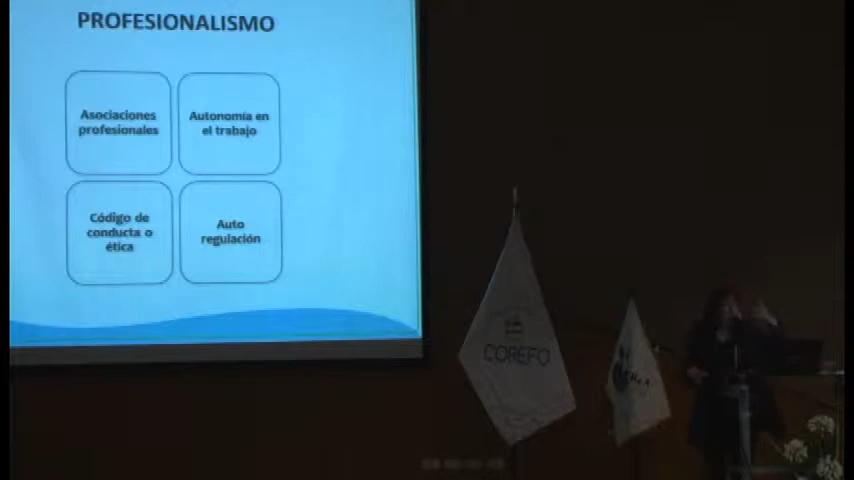 PROFESIONALISMO
Asociaciones
profesionales
Autonomía en
el trabajo
Código de
conducta o
ética
Auto
regulación
COREFO